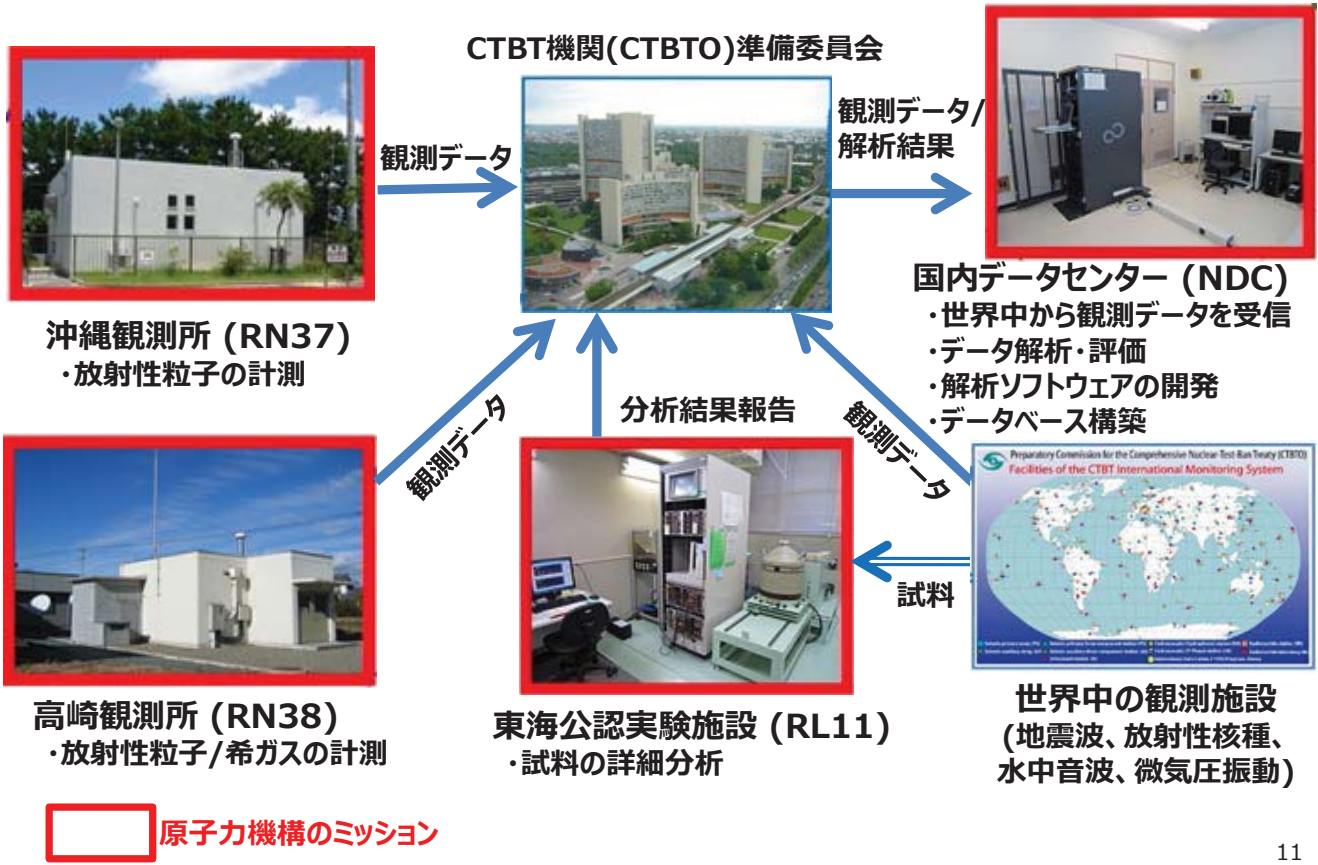 CTBT機関(CTBTO)準備委員会
観測データ
観測データ/
解析結果
沖縄観測所 (RN37)
・放射性粒子の計測
国内データセンター (NDC)
・世界中から観測データを受信
・データ解析・評価
・解析ソフトウェアの開発
・データベース構築
観測データ
分析結果報告
観測データ
Preparatory Commission for the Comprehensive Nuclear-Test-Ban Treaty (CTBTO)
Facilities of the CTBT International Monitoring System
試料
高崎観測所 (RN38)
・放射性粒子/希ガスの計測
東海公認実験施設 (RL11)
・試料の詳細分析
世界中の観測施設
(地震波、放射性核種、
水中音波、微気圧振動)
原子力機構のミッション
11